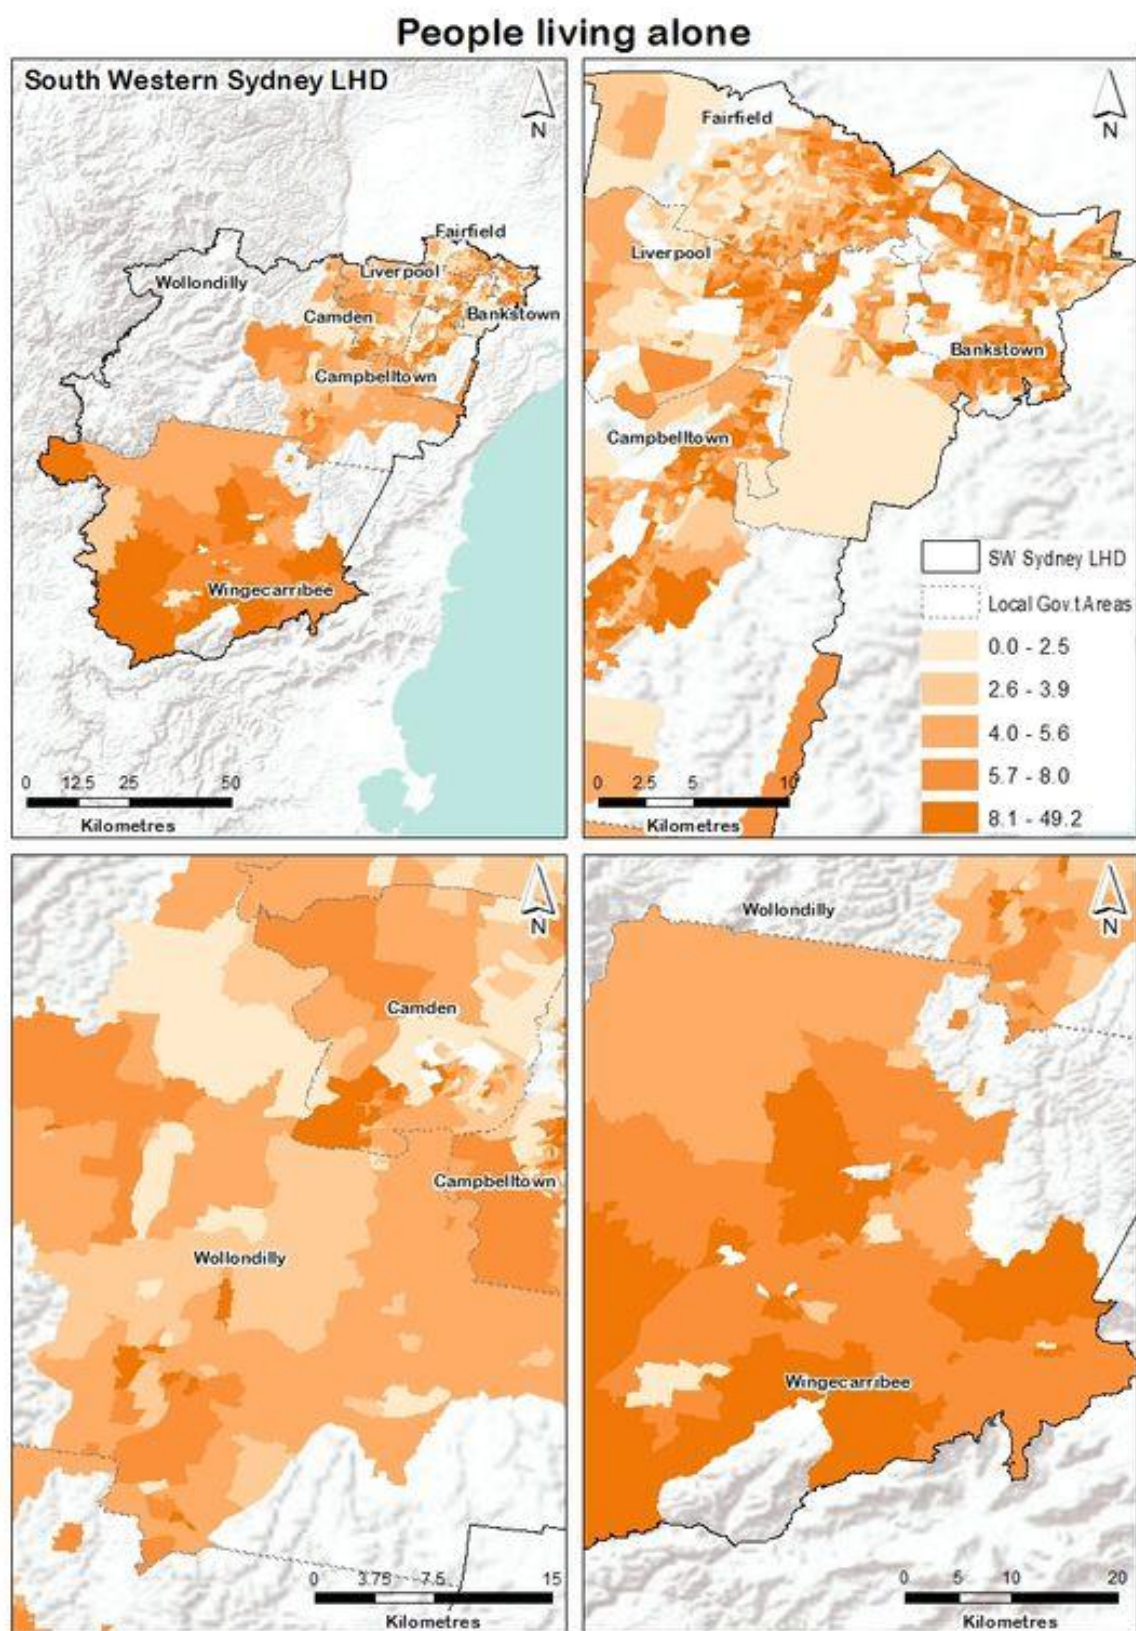 People living alone
South Western Sydney LHD
N
Fairfield
Liverpool
Wollondilly
Camden
Bankstown
Campbelltown
Wingecarribee
0 12.5 25 50
Kilometres
N
Fairfield
Liverpool
Bankstown
Campbelltown
SW Sydney LHD
Local Gov.t Areas
0.0 - 2.5
2.6 - 3.9
4.0 - 5.6
5.7 - 8.0
8.1 - 49.2
0 2.5 5 10
Kilometres
N
Camden
Campbelltown
Wollondilly
0 3.75 7.5 15
Kilometres
N
Wollondilly
Wingecarribee
0 5 10 20
Kilometres